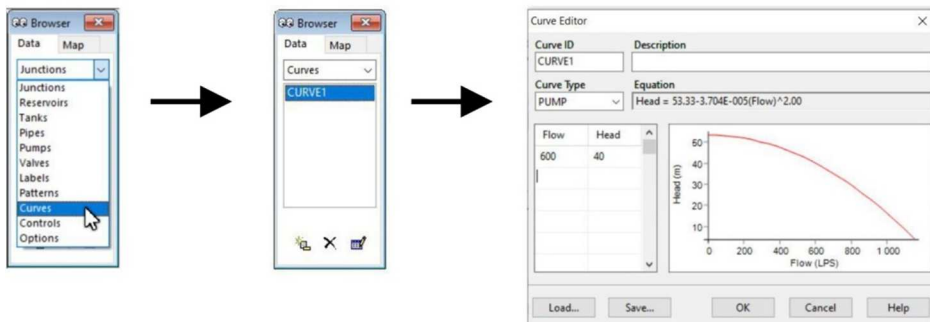 Browser
Data Map
Junctions
Junctions
Reservoirs
Tanks
Pipes
Pumps
Valves
Labels
Patterns
Curves
Controls
Options
Browser
Data Map
Curves
CURVE1
Curve Editor
Curve ID Description
CURVE1
Curve Type Equation
PUMP Head = 53.33-3.704E-005(Flow)^2.00
Flow Head
600 40
Head (m)
50
40
30
20
10
0 200 400 600 800 1 000
Flow (LPS)
Load... Save... OK Cancel Help